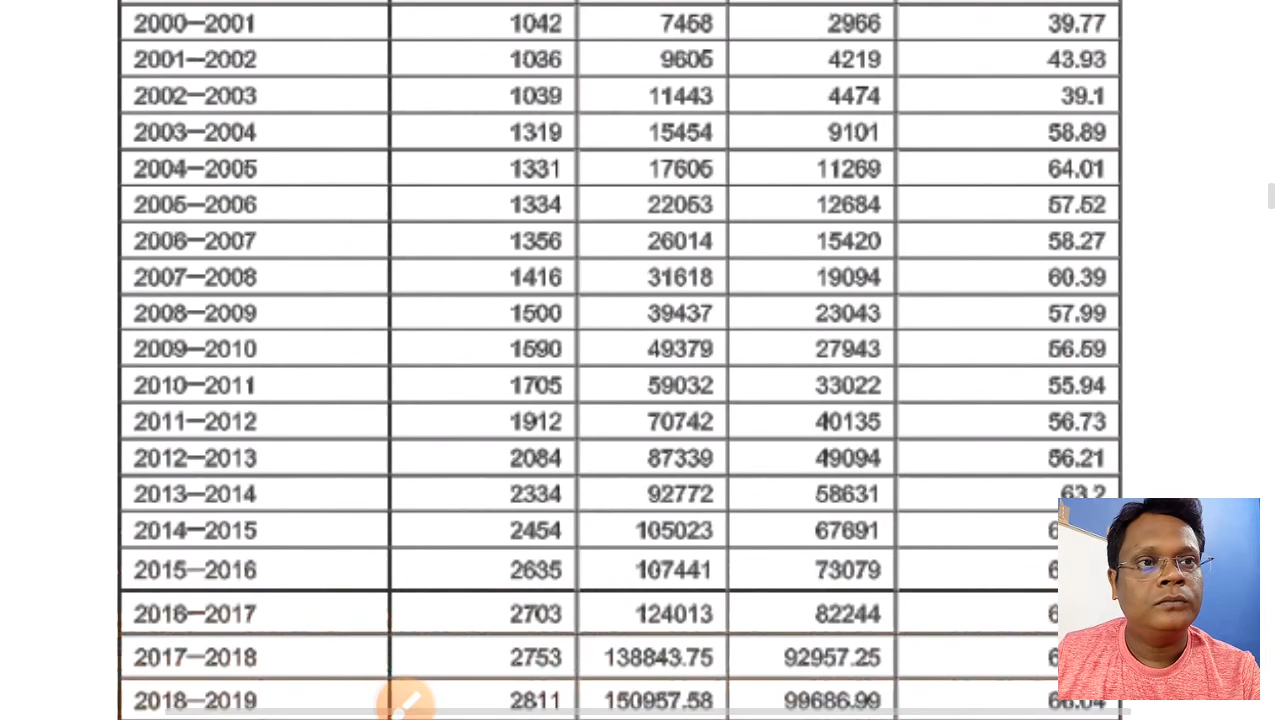 2000–2001 1042 7458 2966 39.77
2001–2002 1036 9605 4219 43.93
2002–2003 1039 11443 4474 39.1
2003–2004 1319 15454 9101 58.89
2004–2005 1331 17605 11269 64.01
2005–2006 1334 22053 12684 57.52
2006–2007 1356 26014 15420 58.27
2007–2008 1416 31618 19094 60.39
2008–2009 1500 39437 23043 57.99
2009–2010 1590 49379 27943 56.59
2010–2011 1705 59032 33022 55.94
2011–2012 1912 70742 40135 56.73
2012–2013 2084 87339 49094 56.21
2013–2014 2334 92772 58631 63.2
2014–2015 2454 105023 67691
2015–2016 2635 107441 73079
2016–2017 2703 124013 82244
2017–2018 2753 138843.75 92957.25
2018–2019 2811 150957.58 99686.99 66.04